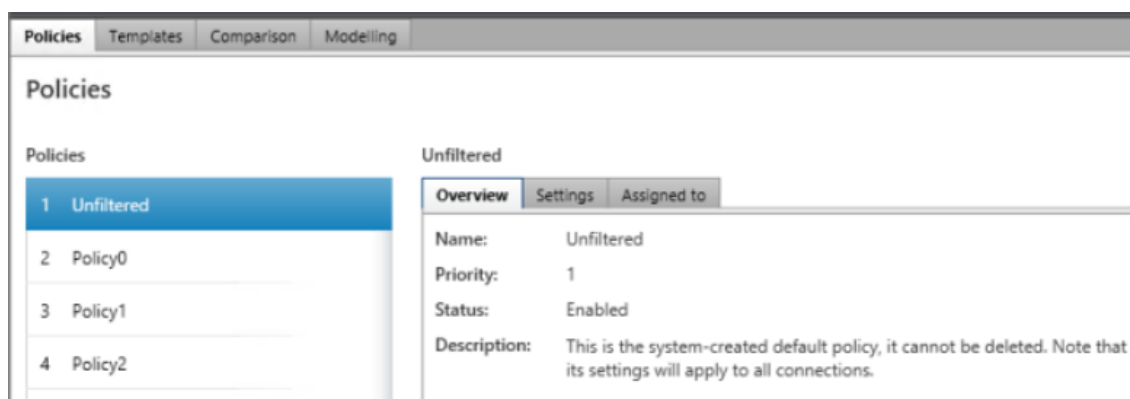 Policies Templates Comparison Modelling
Policies
Policies
1 Unfiltered
2 Policy0
3 Policy1
4 Policy2
Unfiltered
Overview Settings Assigned to
Name: Unfiltered
Priority: 1
Status: Enabled
Description: This is the system-created default policy, it cannot be deleted. Note that
its settings will apply to all connections.